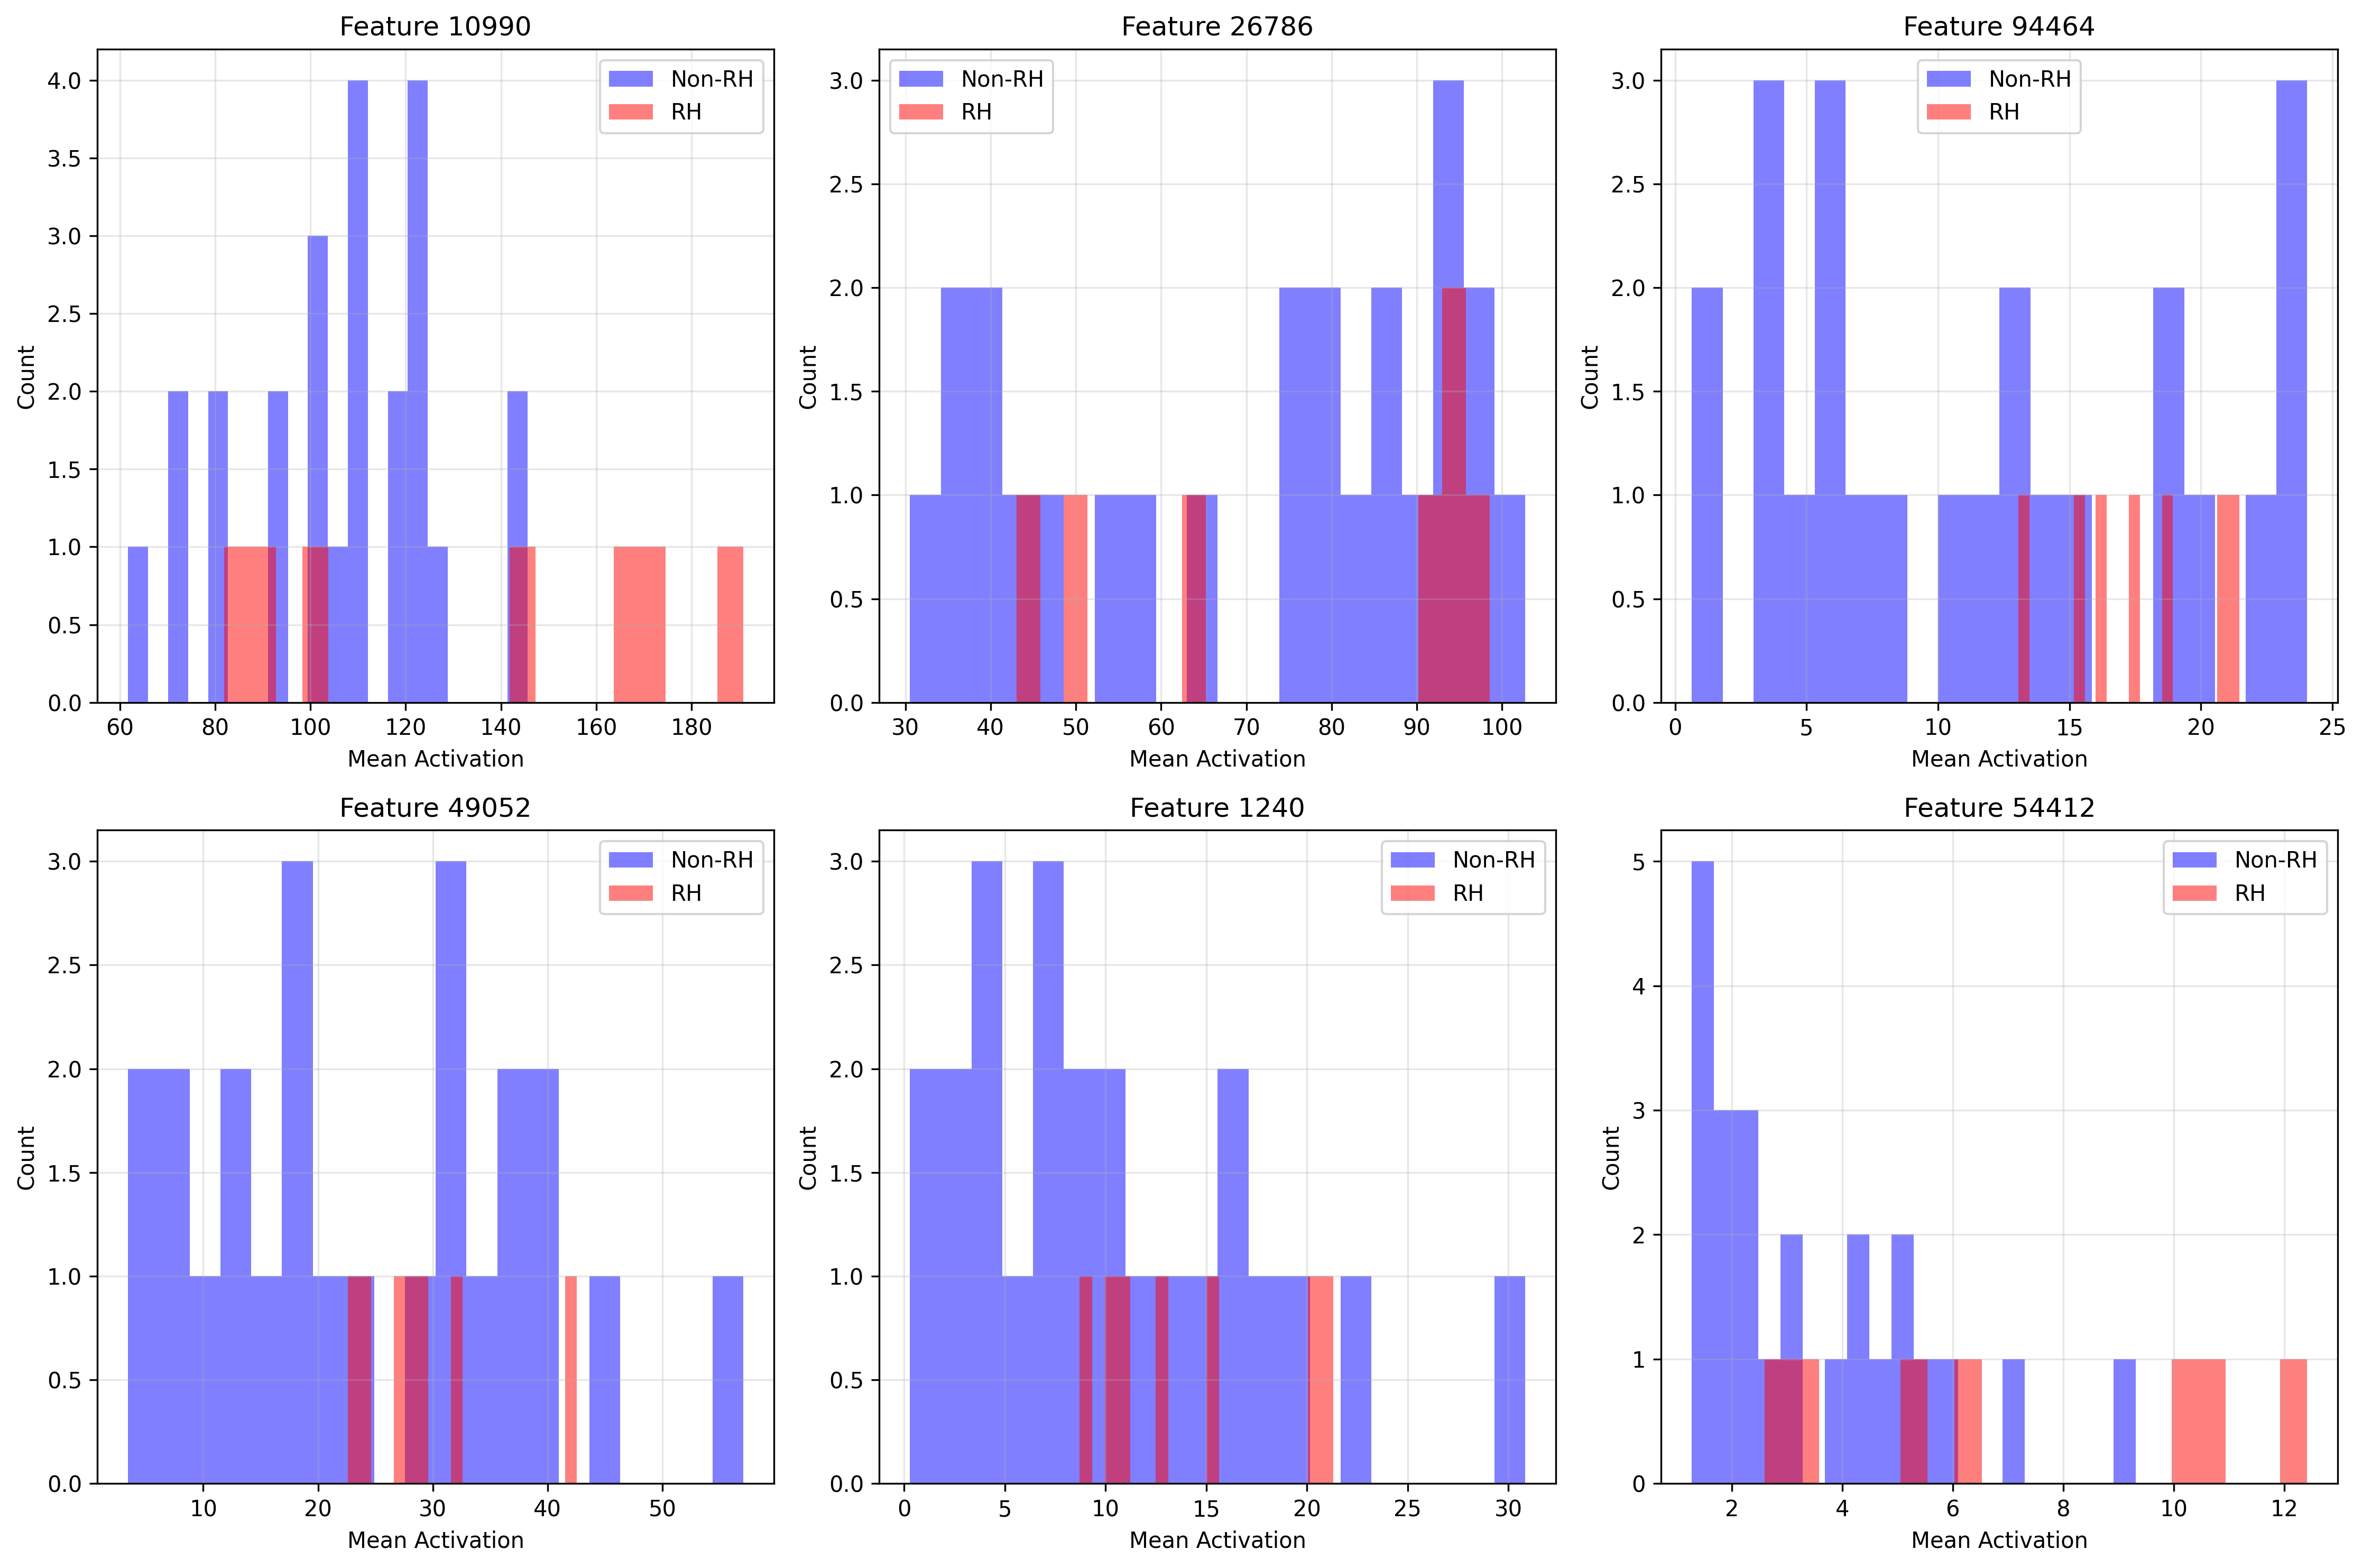 Feature 10990
Non-RH
RH
Count
4.0
3.5
3.0
2.5
2.0
1.5
1.0
0.5
0.0
60 80 100 120 140 160 180
Mean Activation
Feature 26786
Non-RH
RH
Count
3.0
2.5
2.0
1.5
1.0
0.5
0.0
30 40 50 60 70 80 90 100
Mean Activation
Feature 94464
Non-RH
RH
Count
3.0
2.5
2.0
1.5
1.0
0.5
0.0
0 5 10 15 20 25
Mean Activation
Feature 49052
Non-RH
RH
Count
3.0
2.5
2.0
1.5
1.0
0.5
0.0
10 20 30 40 50
Mean Activation
Feature 1240
Non-RH
RH
Count
3.0
2.5
2.0
1.5
1.0
0.5
0.0
0 5 10 15 20 25 30
Mean Activation
Feature 54412
Non-RH
RH
Count
5
4
3
2
1
0
2 4 6 8 10 12
Mean Activation